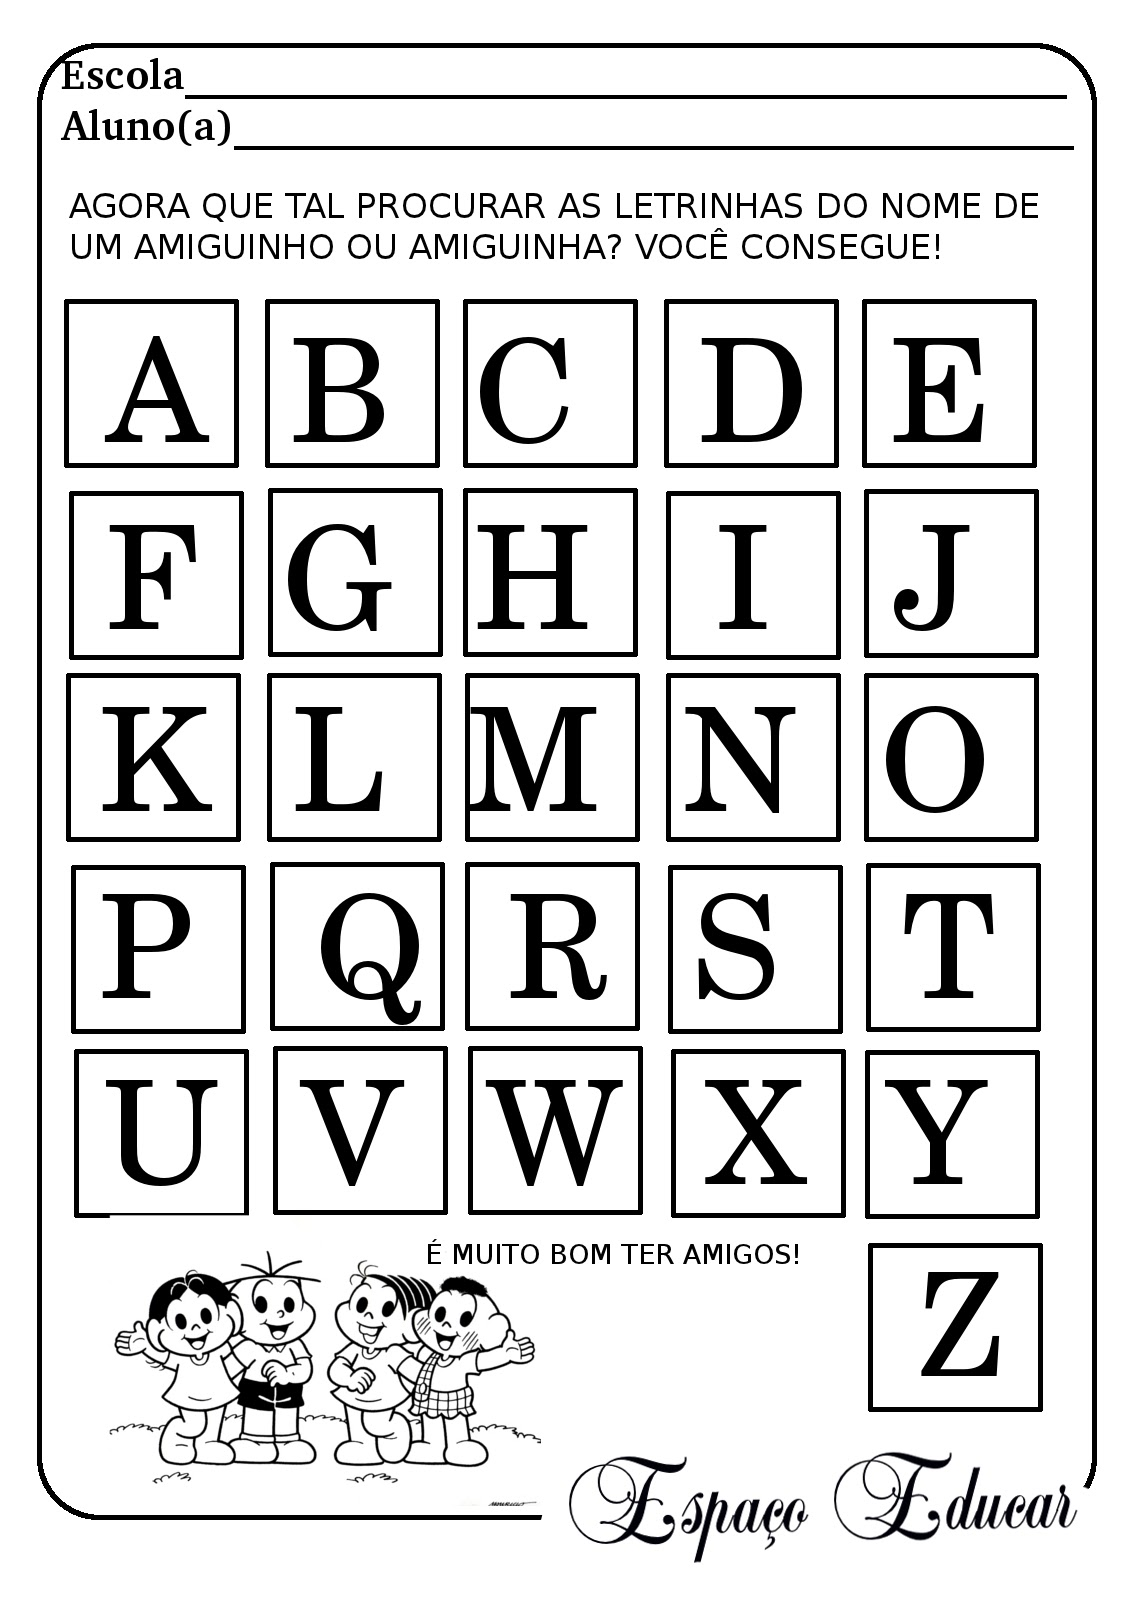 Escola
Aluno(a)
AGORA QUE TAL PROCURAR AS LETRINHAS DO NOME DE
UM AMIGUINHO OU AMIGUINHA? VOCÊ CONSEGUE!
A B C D E
F G H I J
K L M N O
P Q R S T
U V W X Y
É MUITO BOM TER AMIGOS!
Z
Espaço Educar